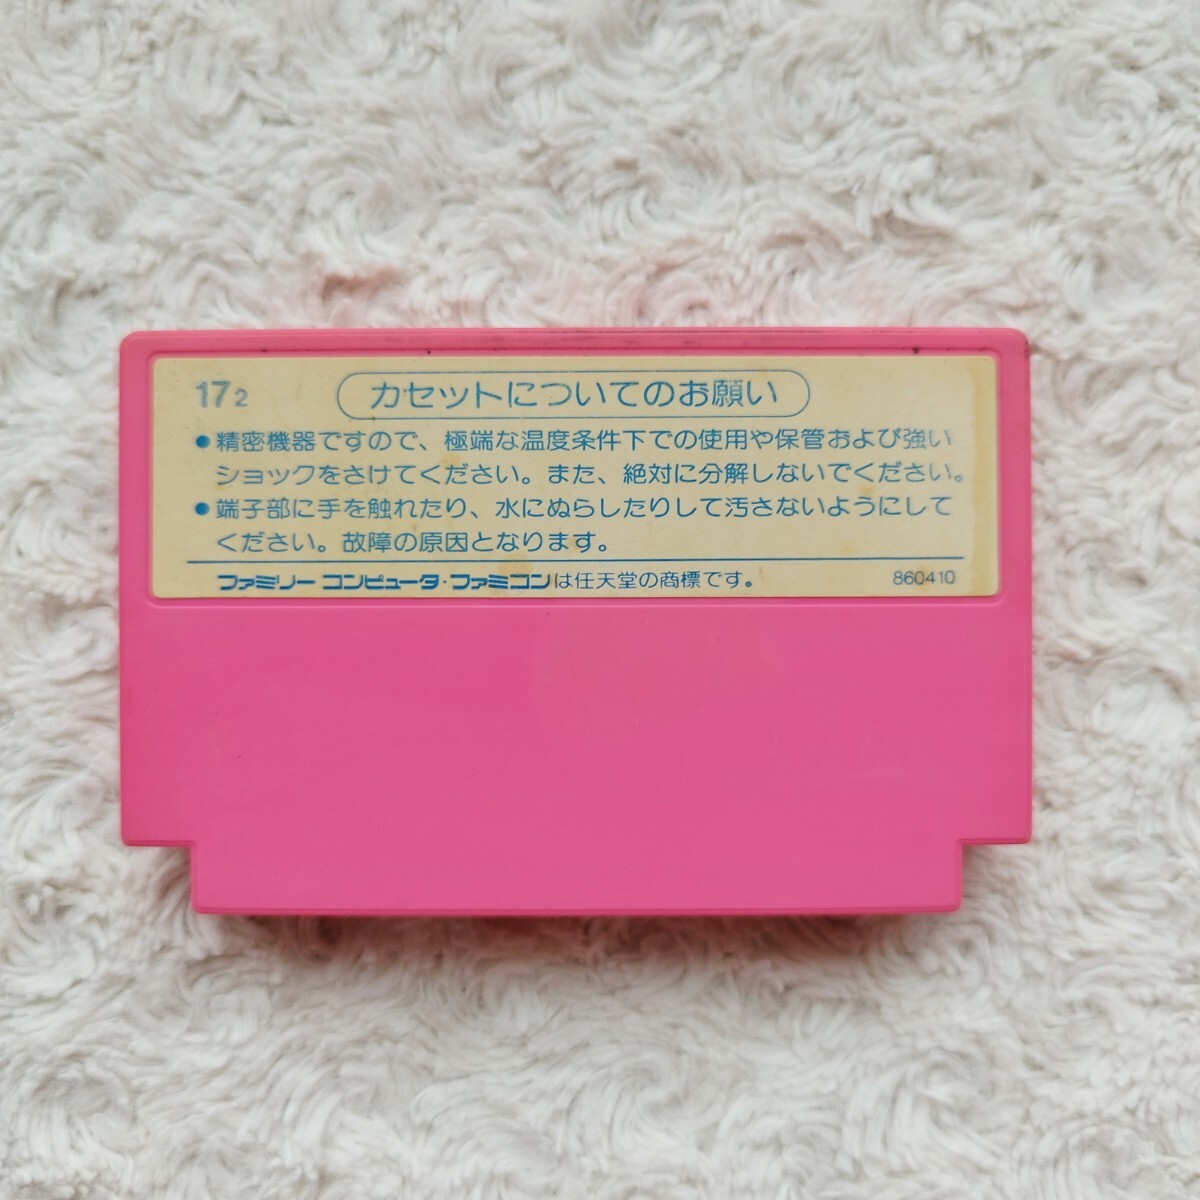 17 2
カセットについてのお願い
●精密機器ですので、極端な温度条件下での使用や保管および強い
ショックをさけてください。また、絶対に分解しないでください。
●端子部に手を触れたり、水にぬらしたりして汚さないようにして
ください。故障の原因となります。
ファミリー コンピュータ・ファミコンは任天堂の商標です。 860410